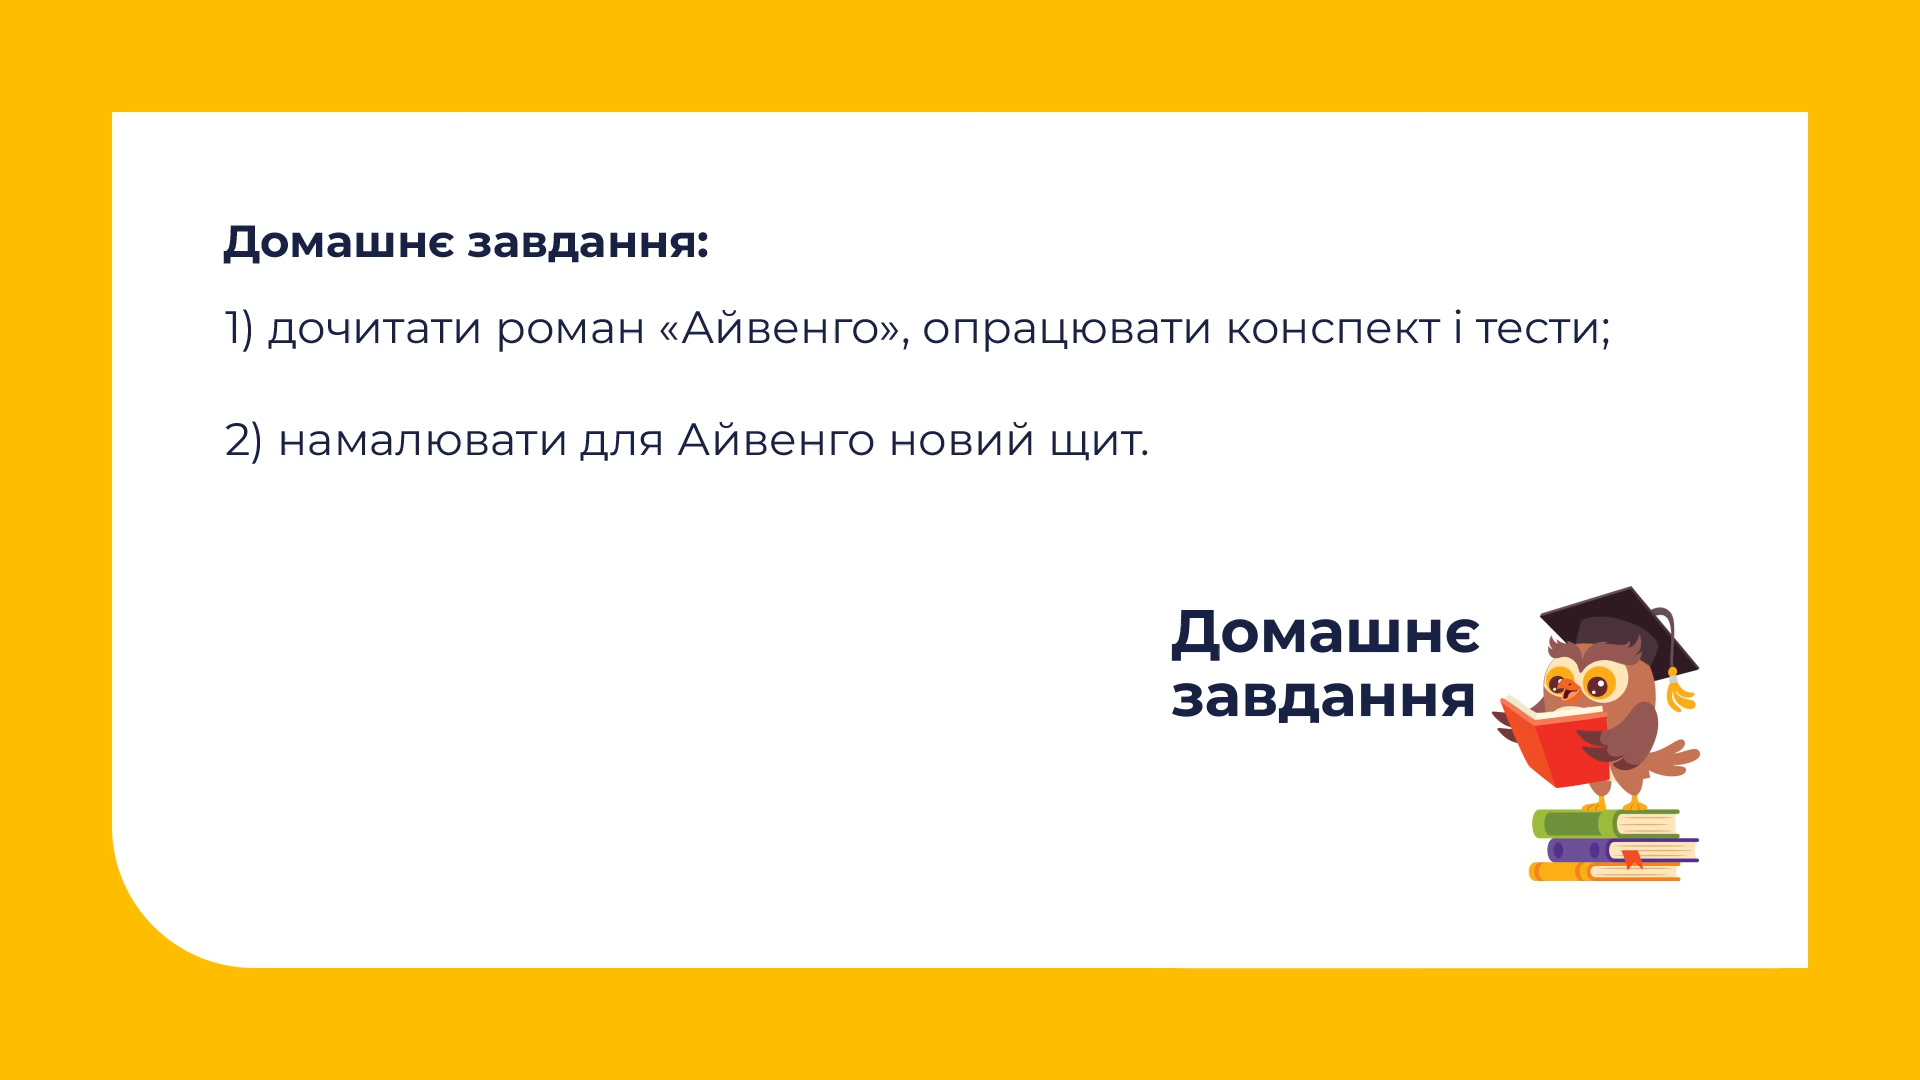 Домашнє завдання:
1) дочитати роман «Айвенго», опрацювати конспект і тести;
2) намалювати для Айвенго новий щит.
Домашнє
завдання